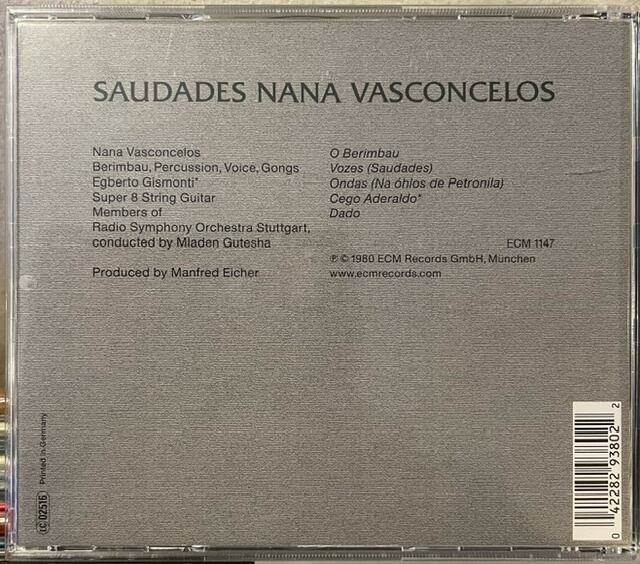 SAUDADES NANA VASCONCELOS
Nana Vasconcelos
Berimbau, Percussion, Voice, Gongs
Egberto Gismonti*
Super 8 String Guitar
Members of
Radio Symphony Orchestra Stuttgart,
conducted by Mladen Gutesha
Produced by Manfred Eicher
O Berimbau
Vozes (Saudades)
Ondas (Na óhlos de Petronila)
Cego Aderaldo*
Dado
ECM 1147
℗ © 1980 ECM Records GmbH, München
www.ecmrecords.com
LC 02516
Printed in Germany
0 42282 93802 2